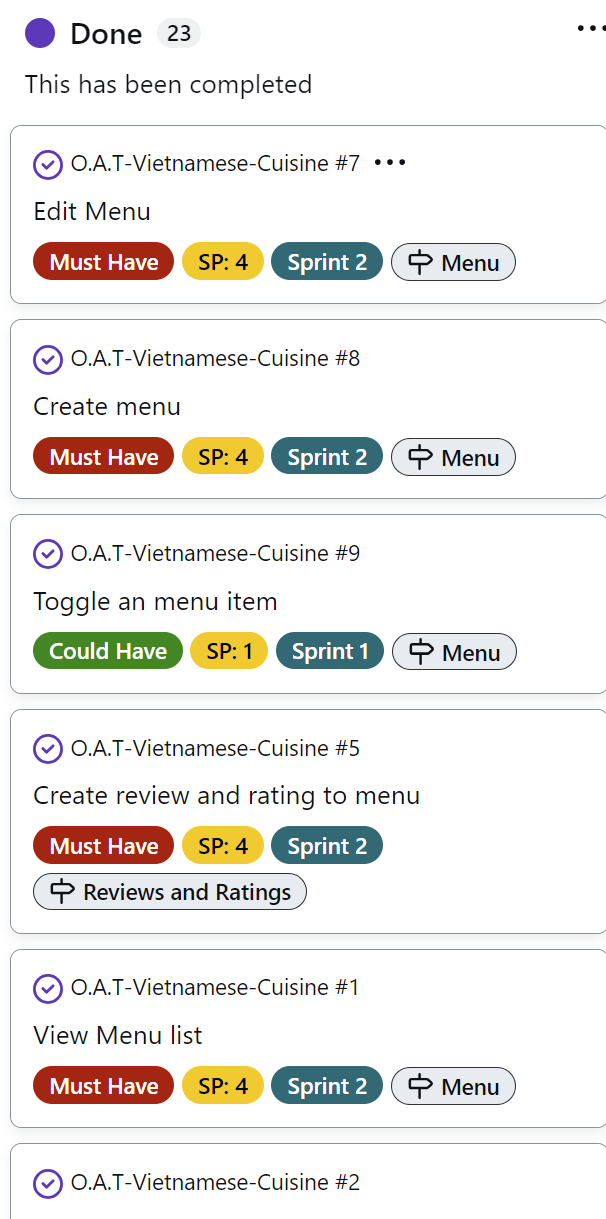 Done 23
This has been completed
O.A.T-Vietnamese-Cuisine #7
Edit Menu
Must Have SP: 4 Sprint 2 Menu
O.A.T-Vietnamese-Cuisine #8
Create menu
Must Have SP: 4 Sprint 2 Menu
O.A.T-Vietnamese-Cuisine #9
Toggle an menu item
Could Have SP: 1 Sprint 1 Menu
O.A.T-Vietnamese-Cuisine #5
Create review and rating to menu
Must Have SP: 4 Sprint 2
Reviews and Ratings
O.A.T-Vietnamese-Cuisine #1
View Menu list
Must Have SP: 4 Sprint 2 Menu
O.A.T-Vietnamese-Cuisine #2